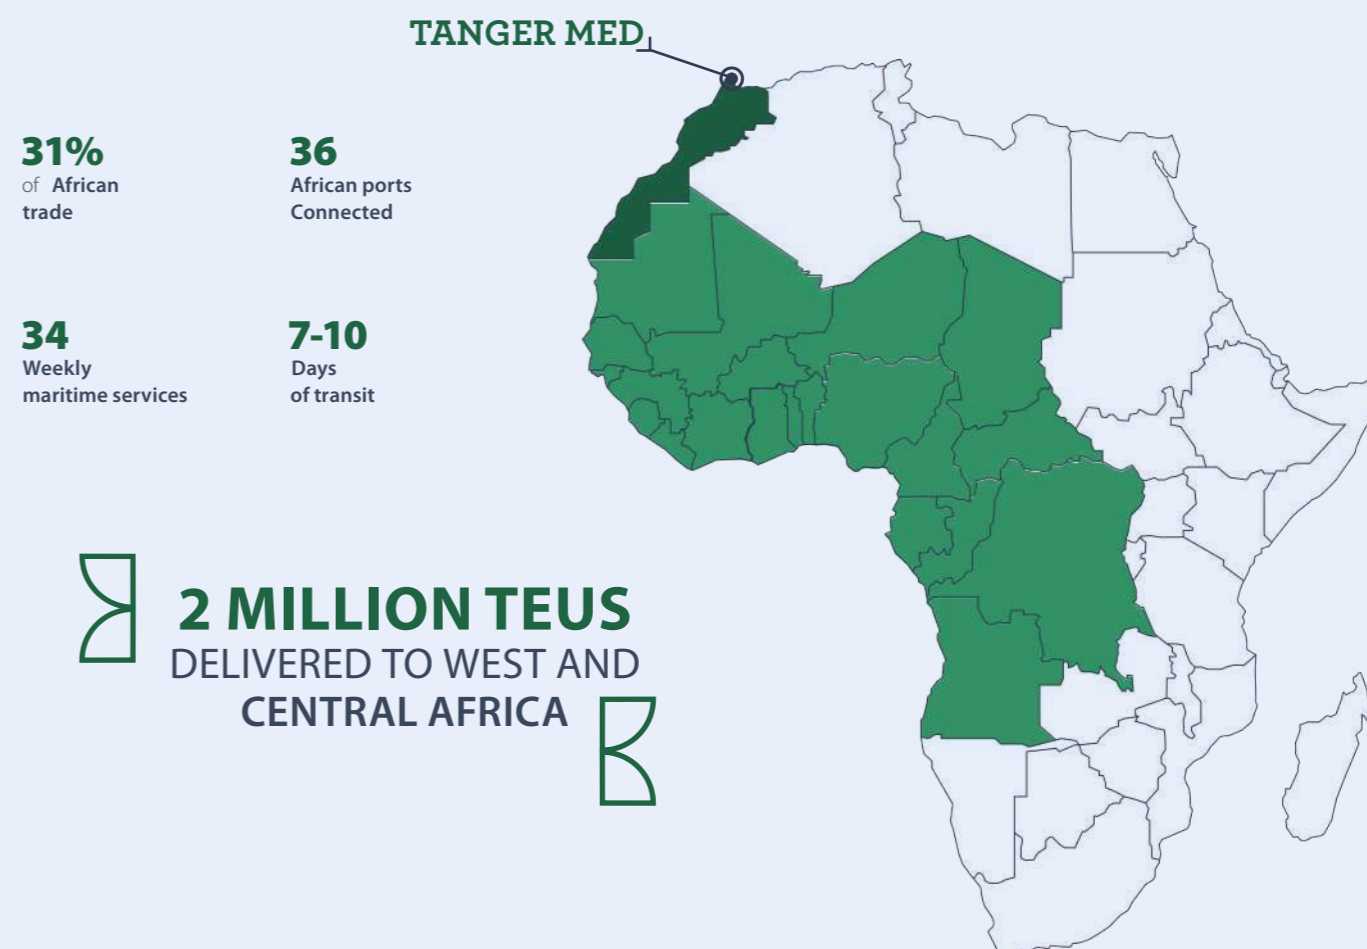 TANGER MED
31%
of African
trade
36
African ports
Connected
34
Weekly
maritime services
7-10
Days
of transit
2 MILLION TEUS
DELIVERED TO WEST AND
CENTRAL AFRICA